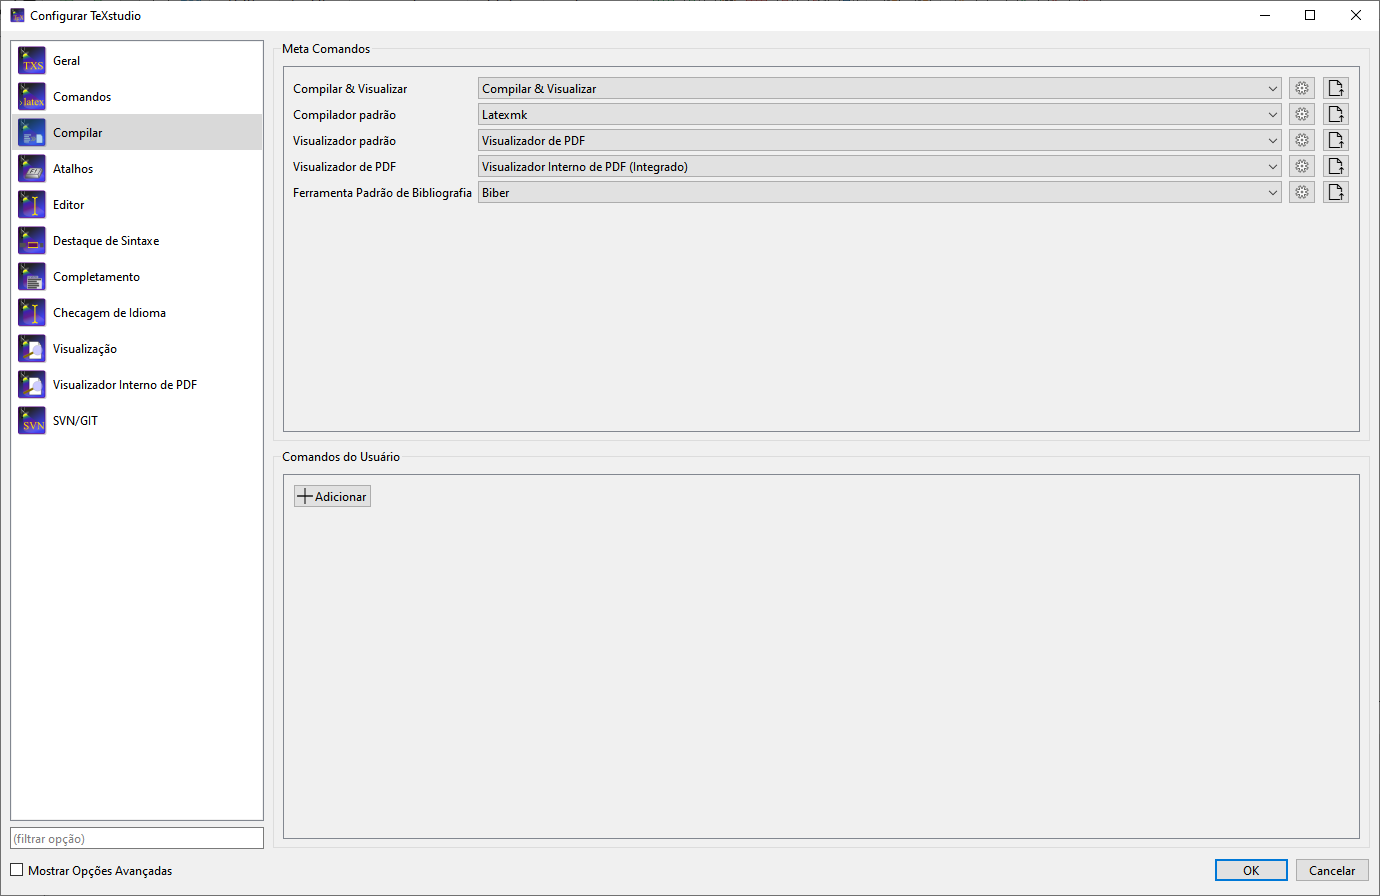 Configurar TeXstudio
Geral
Comandos
Compilar
Atalhos
Editor
Destaque de Sintaxe
Completamento
Checagem de Idioma
Visualização
Visualizador Interno de PDF
SVN/GIT
(filtrar opção)
Mostrar Opções Avançadas
Meta Comandos
Compilar & Visualizar Compilar & Visualizar
Compilador padrão Latexmk
Visualizador padrão Visualizador de PDF
Visualizador de PDF Visualizador Interno de PDF (Integrado)
Ferramenta Padrão de Bibliografia Biber
Comandos do Usuário
Adicionar
OK Cancelar